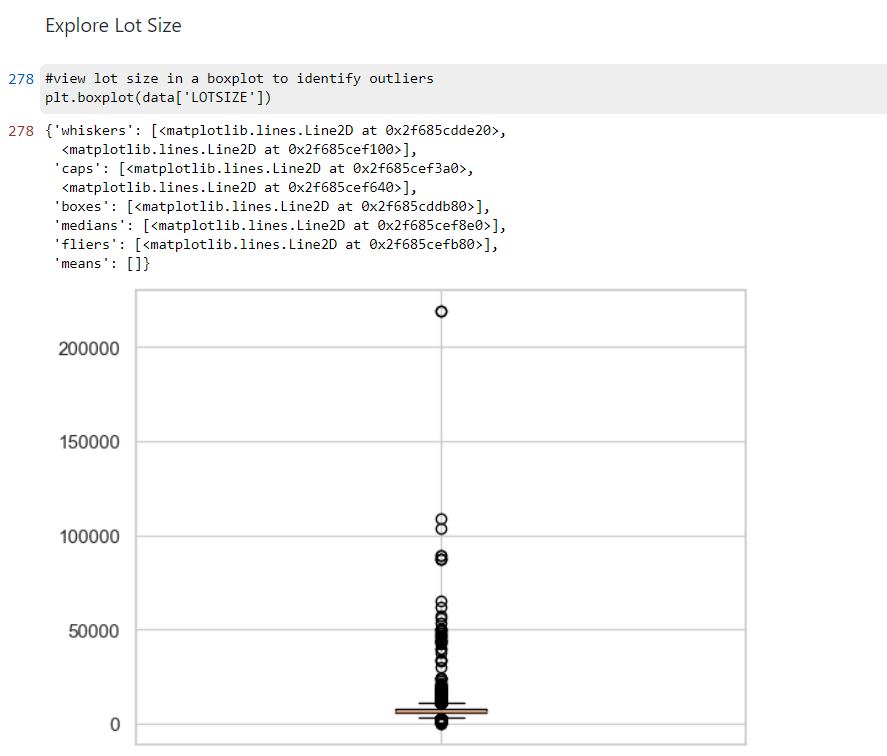 Explore Lot Size
278 #view lot size in a boxplot to identify outliers
plt.boxplot(data['LOTSIZE'])
278 {'whiskers': [<matplotlib.lines.Line2D at 0x2f685cdde20>,
<matplotlib.lines.Line2D at 0x2f685cef100>],
'caps': [<matplotlib.lines.Line2D at 0x2f685cef3a0>,
<matplotlib.lines.Line2D at 0x2f685cef640>],
'boxes': [<matplotlib.lines.Line2D at 0x2f685cddb80>],
'medians': [<matplotlib.lines.Line2D at 0x2f685cef8e0>],
'fliers': [<matplotlib.lines.Line2D at 0x2f685cefb80>],
'means': []}
200000
150000
100000
50000
0